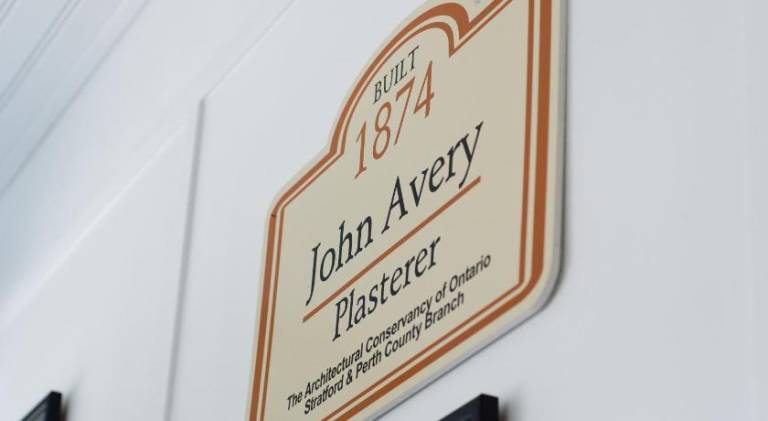 BUILT
1874
John Avery
Plasterer
The Architectural Conservancy of Ontario
Stratford & Perth County Branch